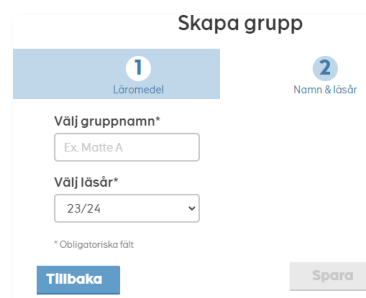 Skapa grupp
1
Läromedel
2
Namn & läsår
Välj gruppnamn*
Ex. Matte A
Välj läsår*
23/24
* Obligatoriska fält
Tillbaka
Spara